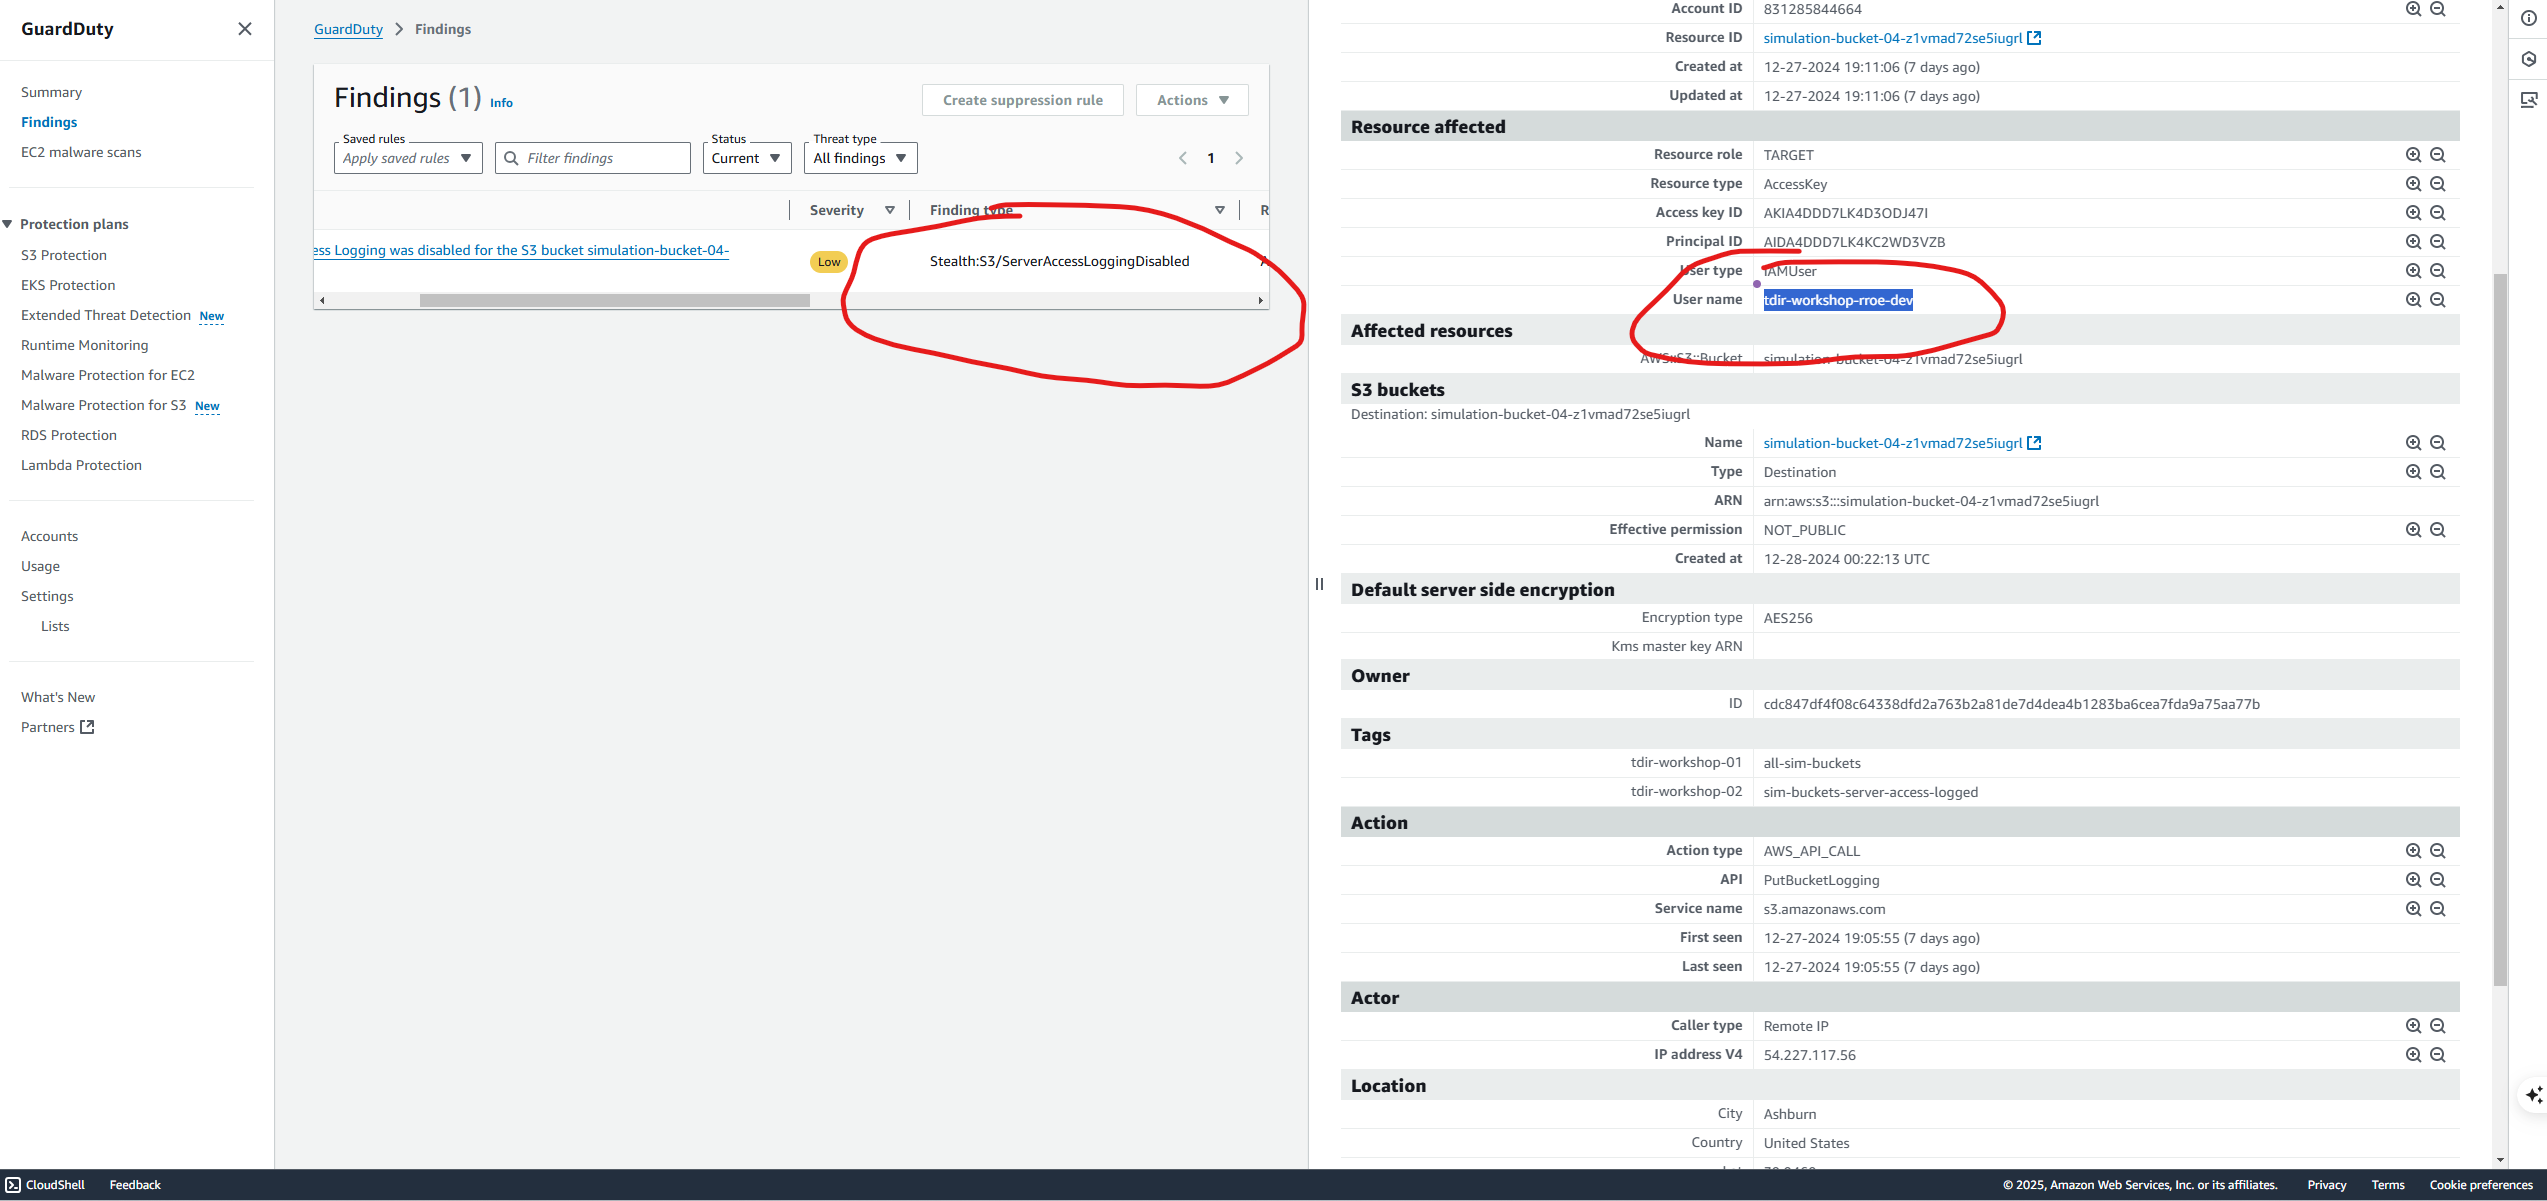 GuardDuty
Summary
Findings
EC2 malware scans
Protection plans
S3 Protection
EKS Protection
Extended Threat Detection New
Runtime Monitoring
Malware Protection for EC2
Malware Protection for S3 New
RDS Protection
Lambda Protection
Accounts
Usage
Settings
Lists
What's New
Partners
GuardDuty > Findings
Findings (1) Info
Create suppression rule
Actions
Saved rules
Apply saved rules
Filter findings
Status
Current
Threat type
All findings
1
Severity
Finding type
R
ess Logging was disabled for the S3 bucket simulation-bucket-04-
Low
Stealth:S3/ServerAccessLoggingDisabled
A
Account ID 831285844664
Resource ID simulation-bucket-04-z1vmad72se5iugrl
Created at 12-27-2024 19:11:06 (7 days ago)
Updated at 12-27-2024 19:11:06 (7 days ago)
Resource affected
Resource role TARGET
Resource type AccessKey
Access key ID AKIA4DDD7LK4D3ODJ47I
Principal ID AIDA4DDD7LK4KC2WD3VZB
User type IAMUser
User name tdir-workshop-rroe-dev
Affected resources
AWS::S3::Bucket simulation-bucket-04-z1vmad72se5iugrl
S3 buckets
Destination: simulation-bucket-04-z1vmad72se5iugrl
Name simulation-bucket-04-z1vmad72se5iugrl
Type Destination
ARN arn:aws:s3:::simulation-bucket-04-z1vmad72se5iugrl
Effective permission NOT_PUBLIC
Created at 12-28-2024 00:22:13 UTC
Default server side encryption
Encryption type AES256
Kms master key ARN
Owner
ID cdc847df4f08c64338dfd2a763b2a81de7d4dea4b1283ba6cea7fda9a75aa77b
Tags
tdir-workshop-01 all-sim-buckets
tdir-workshop-02 sim-buckets-server-access-logged
Action
Action type AWS_API_CALL
API PutBucketLogging
Service name s3.amazonaws.com
First seen 12-27-2024 19:05:55 (7 days ago)
Last seen 12-27-2024 19:05:55 (7 days ago)
Actor
Caller type Remote IP
IP address V4 54.227.117.56
Location
City Ashburn
Country United States
CloudShell Feedback
© 2025, Amazon Web Services, Inc. or its affiliates. Privacy Terms Cookie preferences